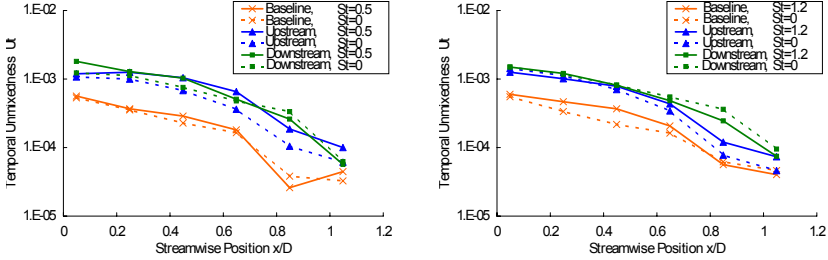 1.E-02
1.E-03
1.E-04
1.E-05
Temporal Unmixedness Ut
0 0.2 0.4 0.6 0.8 1 1.2
Streamwise Position x/D
Baseline, St=0.5
Baseline, St=0
Upstream, St=0.5
Upstream, St=0
Downstream, St=0.5
Downstream, St=0
1.E-02
1.E-03
1.E-04
1.E-05
Temporal Unmixedness Ut
0 0.2 0.4 0.6 0.8 1 1.2
Streamwise Position x/D
Baseline, St=1.2
Baseline, St=0
Upstream, St=1.2
Upstream, St=0
Downstream, St=1.2
Downstream, St=0